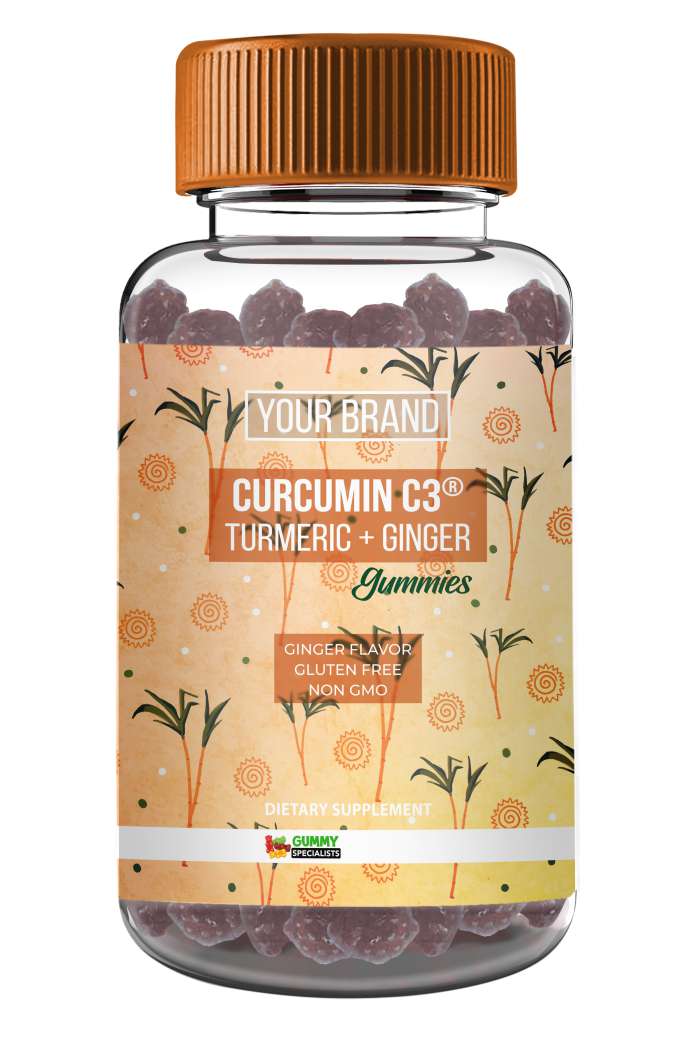 YOUR BRAND
CURCUMIN C3®
TURMERIC + GINGER
gummies
GINGER FLAVOR
GLUTEN FREE
NON GMO
DIETARY SUPPLEMENT
GUMMY
SPECIALISTS